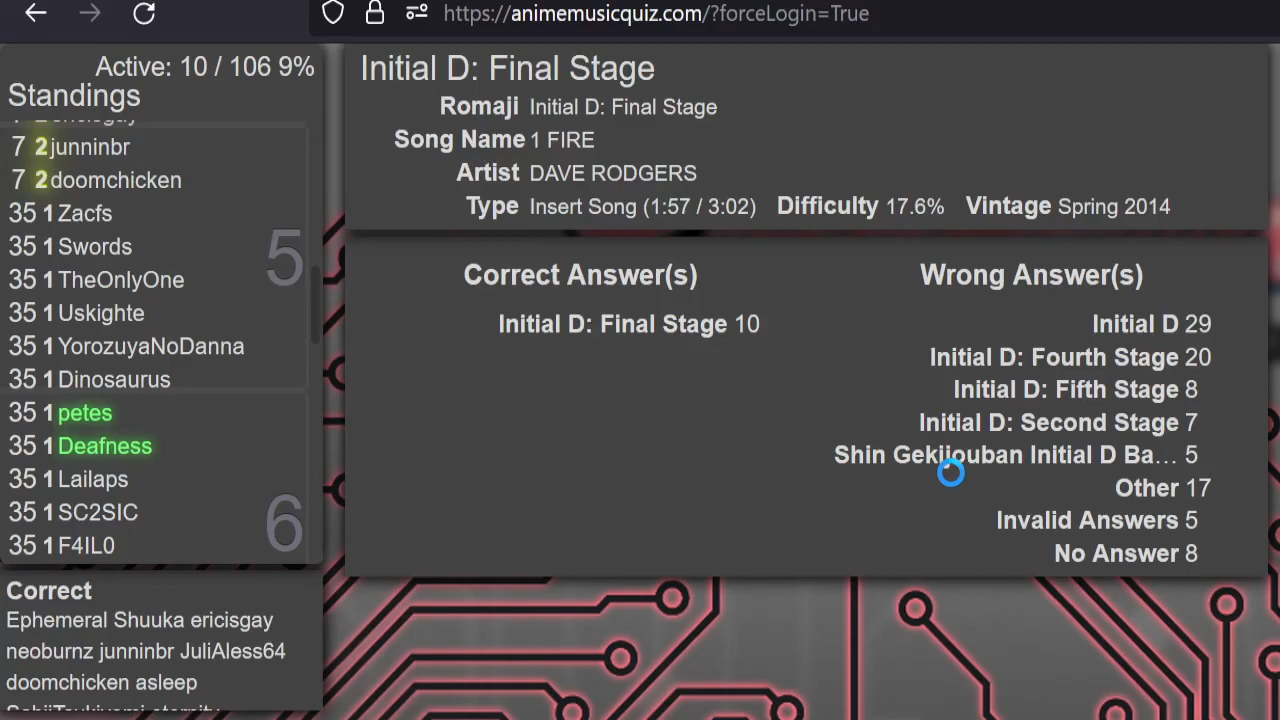 https://animemusicquiz.com/?forceLogin=True
Active: 10 / 106 9%
Standings
7 2 junninbr
7 2 doomchicken
35 1 Zacfs
35 1 Swords
35 1 TheOnlyOne
35 1 Uskighte
35 1 YorozuyaNoDanna
35 1 Dinosaurus
5
35 1 petes
35 1 Deafness
35 1 Lailaps
35 1 SC2SIC
35 1 F4IL0
6
Correct
Ephemeral Shuuka ericisgay
neoburnz junninbr JuliAless64
doomchicken asleep
Initial D: Final Stage
Romaji Initial D: Final Stage
Song Name 1 FIRE
Artist DAVE RODGERS
Type Insert Song (1:57 / 3:02) Difficulty 17.6% Vintage Spring 2014
Correct Answer(s)
Initial D: Final Stage 10
Wrong Answer(s)
Initial D 29
Initial D: Fourth Stage 20
Initial D: Fifth Stage 8
Initial D: Second Stage 7
Shin Gekijouban Initial D Ba... 5
Other 17
Invalid Answers 5
No Answer 8